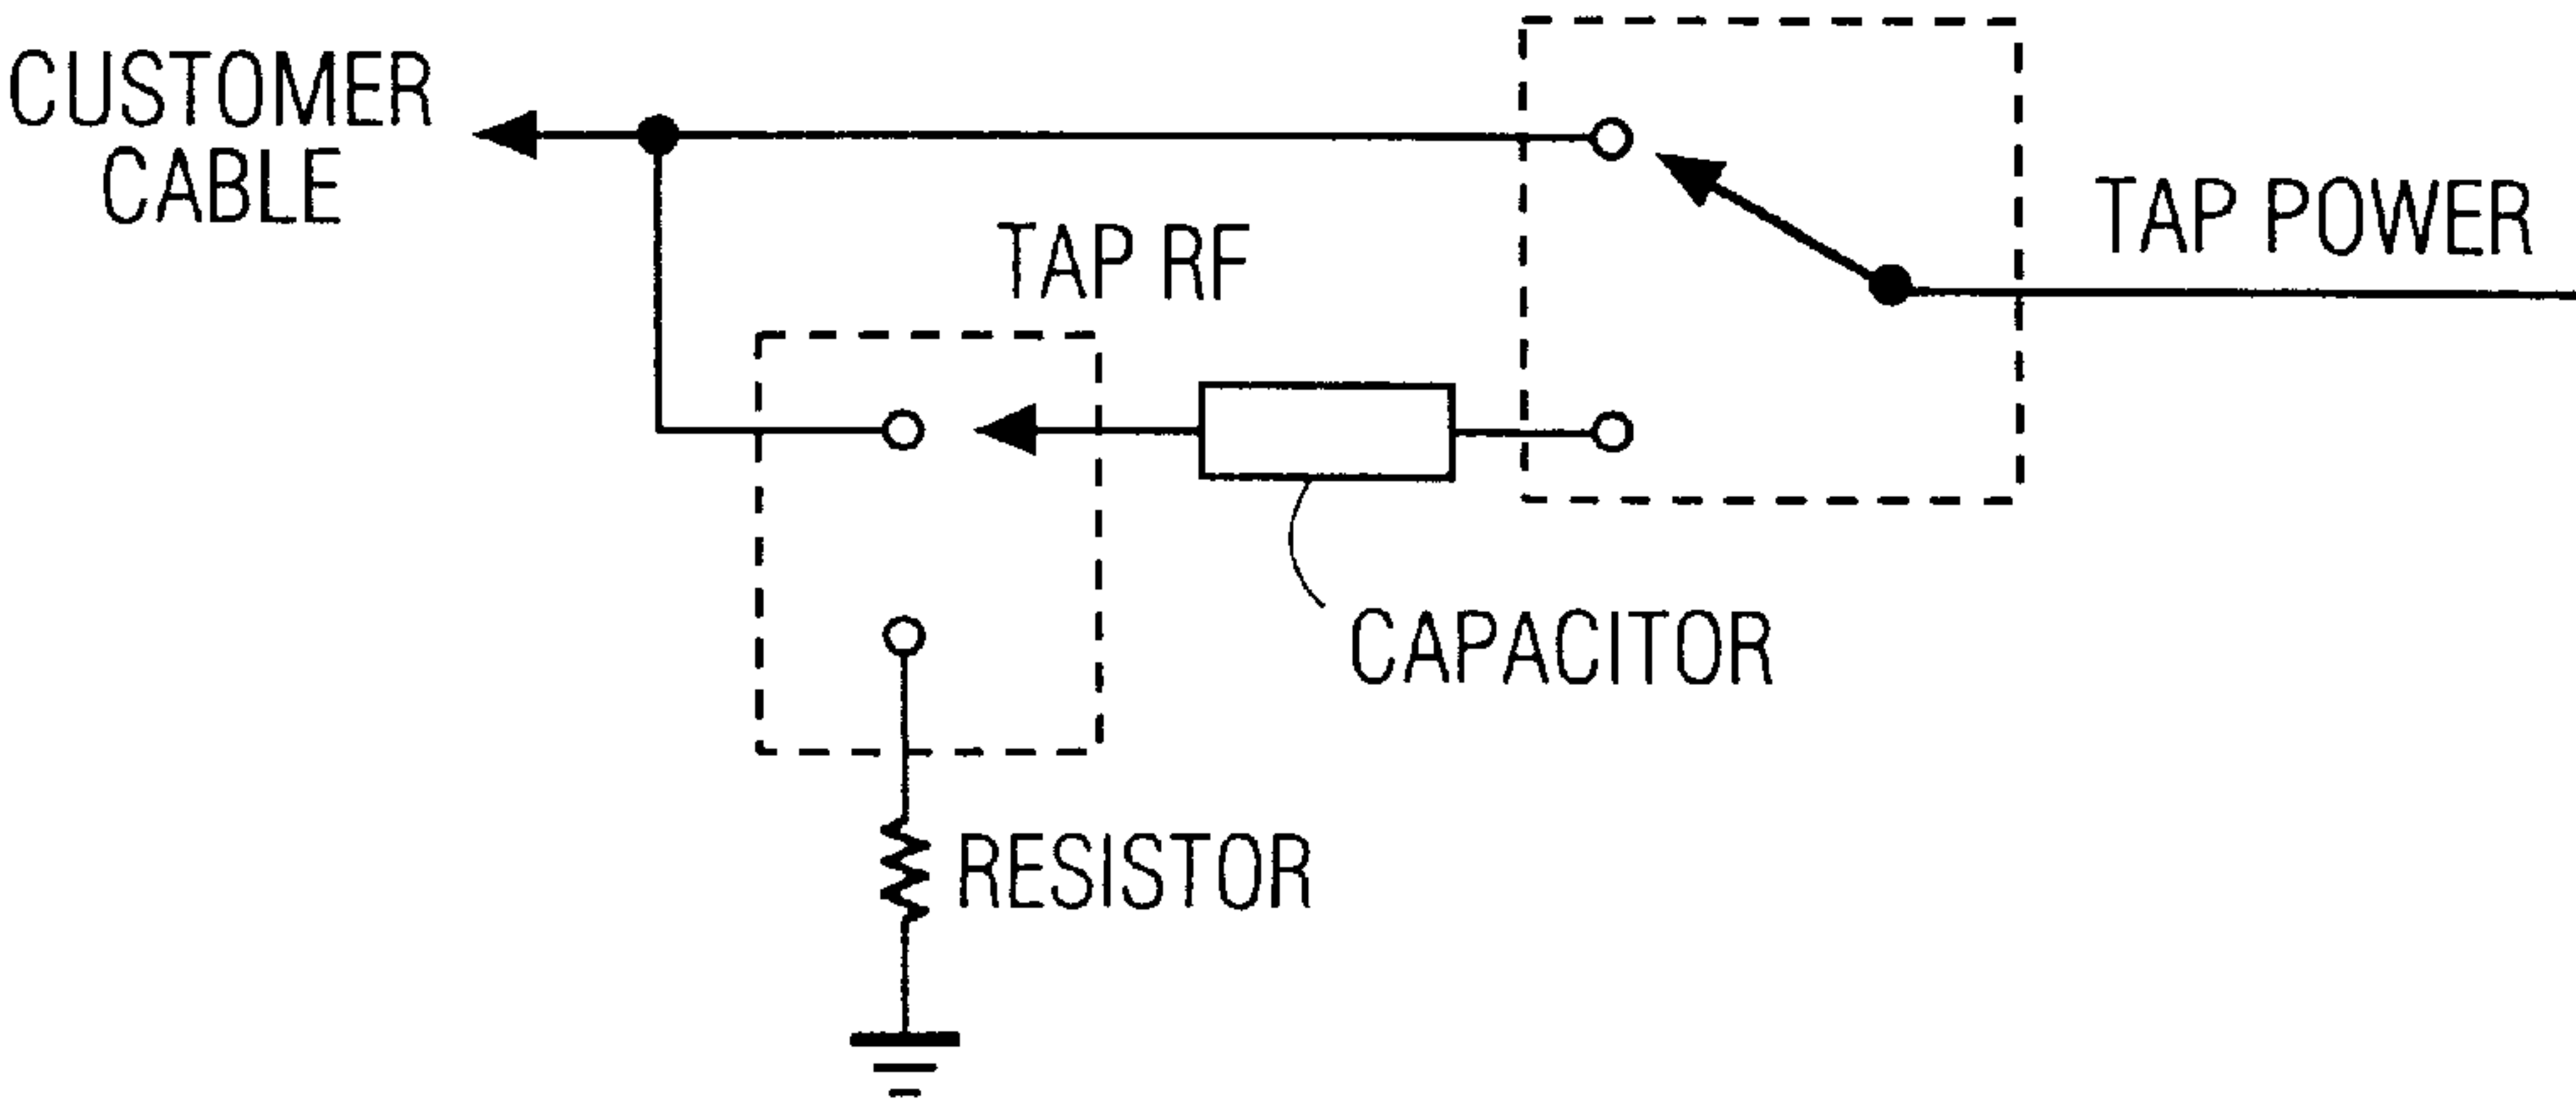 CUSTOMER
CABLE
TAP RF
TAP POWER
CAPACITOR
RESISTOR